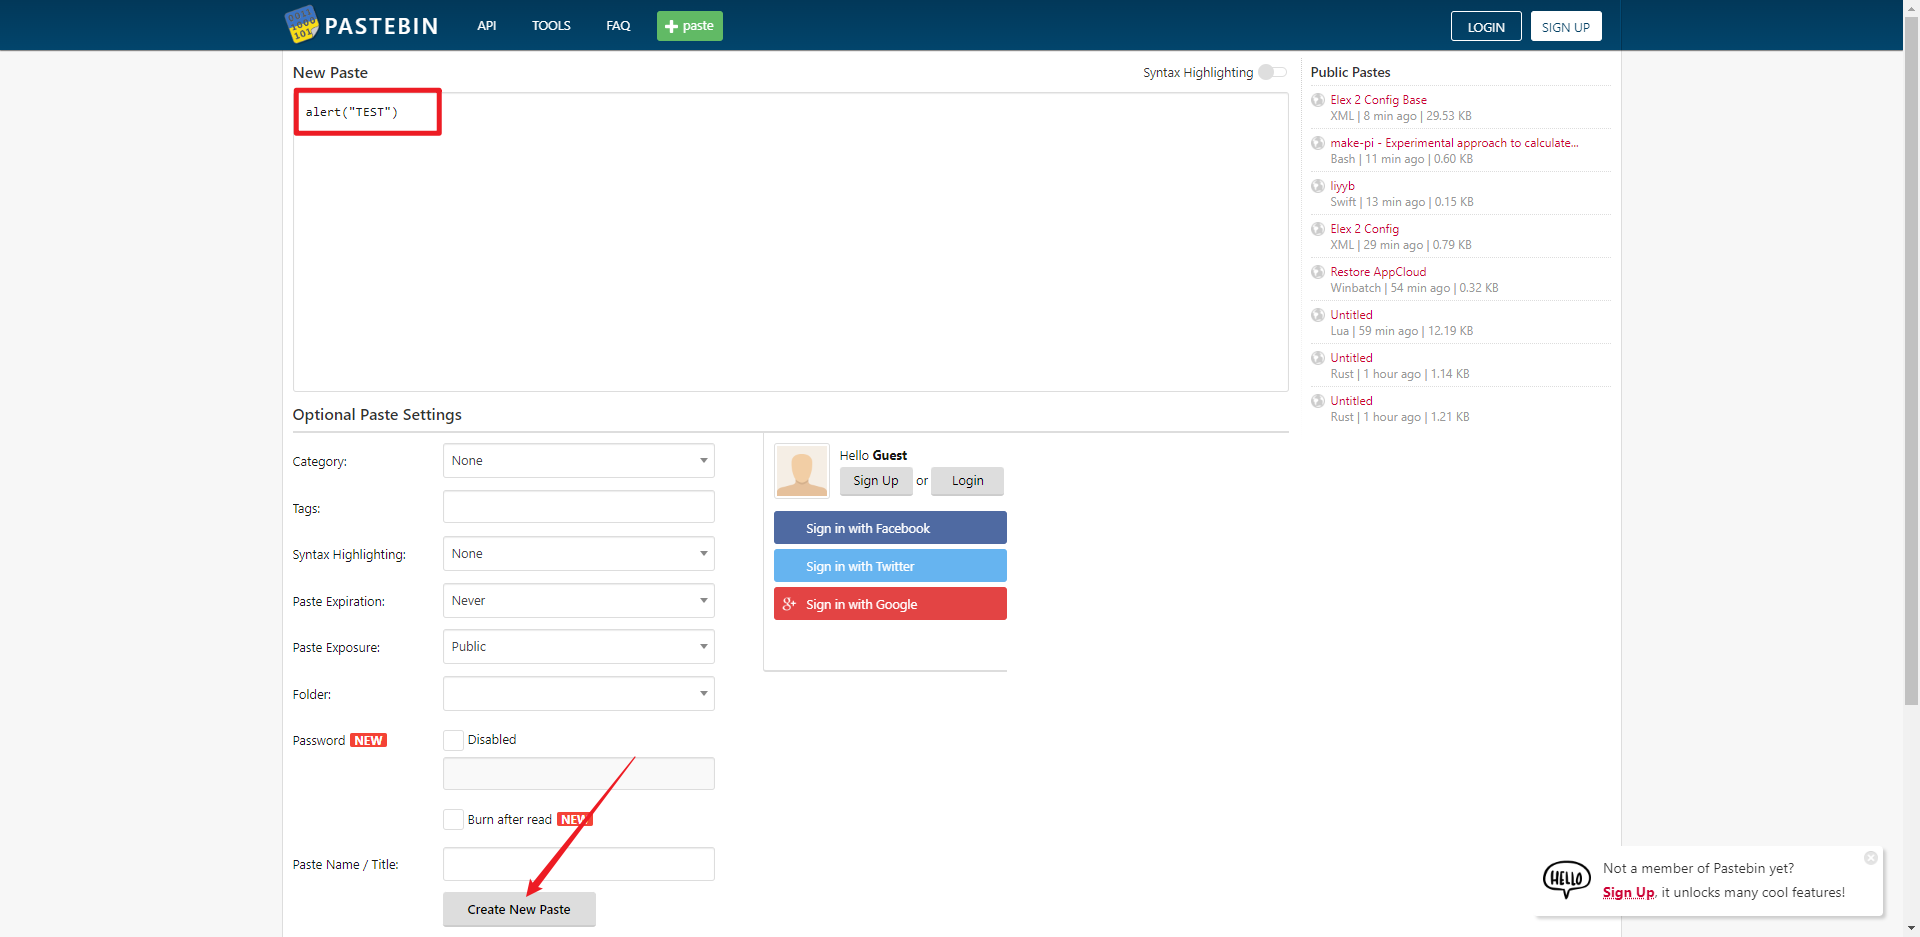 PASTEBIN API TOOLS FAQ + paste LOGIN SIGN UP
New Paste
Syntax Highlighting
alert("TEST")
Optional Paste Settings
Category: None
Tags:
Syntax Highlighting: None
Paste Expiration: Never
Paste Exposure: Public
Folder:
Password NEW Disabled
Burn after read NEW
Paste Name / Title:
Create New Paste
Hello Guest
Sign Up or Login
Sign in with Facebook
Sign in with Twitter
g+ Sign in with Google
Public Pastes
Elex 2 Config Base
XML | 8 min ago | 29.53 KB
make-pi - Experimental approach to calculate...
Bash | 11 min ago | 0.60 KB
liyyb
Swift | 13 min ago | 0.15 KB
Elex 2 Config
XML | 29 min ago | 0.79 KB
Restore AppCloud
Winbatch | 54 min ago | 0.32 KB
Untitled
Lua | 59 min ago | 12.19 KB
Untitled
Rust | 1 hour ago | 1.14 KB
Untitled
Rust | 1 hour ago | 1.21 KB
HELLO
Not a member of Pastebin yet?
Sign Up, it unlocks many cool features!